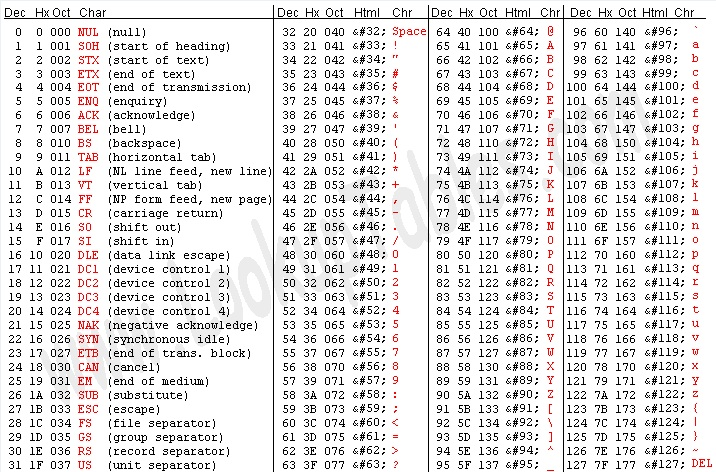 Dec Hx Oct Char Dec Hx Oct Html Chr Dec Hx Oct Html Chr Dec Hx Oct Html Chr
0 0 000 NUL (null) 32 20 040 &#32; Space 64 40 100 &#64; @ 96 60 140 &#96; `
1 1 001 SOH (start of heading) 33 21 041 &#33; ! 65 41 101 &#65; A 97 61 141 &#97; a
2 2 002 STX (start of text) 34 22 042 &#34; " 66 42 102 &#66; B 98 62 142 &#98; b
3 3 003 ETX (end of text) 35 23 043 &#35; # 67 43 103 &#67; C 99 63 143 &#99; c
4 4 004 EOT (end of transmission) 36 24 044 &#36; $ 68 44 104 &#68; D 100 64 144 &#100; d
5 5 005 ENQ (enquiry) 37 25 045 &#37; % 69 45 105 &#69; E 101 65 145 &#101; e
6 6 006 ACK (acknowledge) 38 26 046 &#38; & 70 46 106 &#70; F 102 66 146 &#102; f
7 7 007 BEL (bell) 39 27 047 &#39; ' 71 47 107 &#71; G 103 67 147 &#103; g
8 8 010 BS (backspace) 40 28 050 &#40; ( 72 48 110 &#72; H 104 68 150 &#104; h
9 9 011 TAB (horizontal tab) 41 29 051 &#41; ) 73 49 111 &#73; I 105 69 151 &#105; i
10 A 012 LF (NL line feed, new line) 42 2A 052 &#42; * 74 4A 112 &#74; J 106 6A 152 &#106; j
11 B 013 VT (vertical tab) 43 2B 053 &#43; + 75 4B 113 &#75; K 107 6B 153 &#107; k
12 C 014 FF (NP form feed, new page) 44 2C 054 &#44; , 76 4C 114 &#76; L 108 6C 154 &#108; l
13 D 015 CR (carriage return) 45 2D 055 &#45; - 77 4D 115 &#77; M 109 6D 155 &#109; m
14 E 016 SO (shift out) 46 2E 056 &#46; . 78 4E 116 &#78; N 110 6E 156 &#110; n
15 F 017 SI (shift in) 47 2F 057 &#47; / 79 4F 117 &#79; O 111 6F 157 &#111; o
16 10 020 DLE (data link escape) 48 30 060 &#48; 0 80 50 120 &#80; P 112 70 160 &#112; p
17 11 021 DC1 (device control 1) 49 31 061 &#49; 1 81 51 121 &#81; Q 113 71 161 &#113; q
18 12 022 DC2 (device control 2) 50 32 062 &#50; 2 82 52 122 &#82; R 114 72 162 &#114; r
19 13 023 DC3 (device control 3) 51 33 063 &#51; 3 83 53 123 &#83; S 115 73 163 &#115; s
20 14 024 DC4 (device control 4) 52 34 064 &#52; 4 84 54 124 &#84; T 116 74 164 &#116; t
21 15 025 NAK (negative acknowledge) 53 35 065 &#53; 5 85 55 125 &#85; U 117 75 165 &#117; u
22 16 026 SYN (synchronous idle) 54 36 066 &#54; 6 86 56 126 &#86; V 118 76 166 &#118; v
23 17 027 ETB (end of trans. block) 55 37 067 &#55; 7 87 57 127 &#87; W 119 77 167 &#119; w
24 18 030 CAN (cancel) 56 38 070 &#56; 8 88 58 130 &#88; X 120 78 170 &#120; x
25 19 031 EM (end of medium) 57 39 071 &#57; 9 89 59 131 &#89; Y 121 79 171 &#121; y
26 1A 032 SUB (substitute) 58 3A 072 &#58; : 90 5A 132 &#90; Z 122 7A 172 &#122; z
27 1B 033 ESC (escape) 59 3B 073 &#59; ; 91 5B 133 &#91; [ 123 7B 173 &#123; {
28 1C 034 FS (file separator) 60 3C 074 &#60; < 92 5C 134 &#92; \ 124 7C 174 &#124; |
29 1D 035 GS (group separator) 61 3D 075 &#61; = 93 5D 135 &#93; ] 125 7D 175 &#125; }
30 1E 036 RS (record separator) 62 3E 076 &#62; > 94 5E 136 &#94; ^ 126 7E 176 &#126; ~
31 1F 037 US (unit separator) 63 3F 077 &#63; ? 95 5F 137 &#95; _ 127 7F 177 &#127; DEL